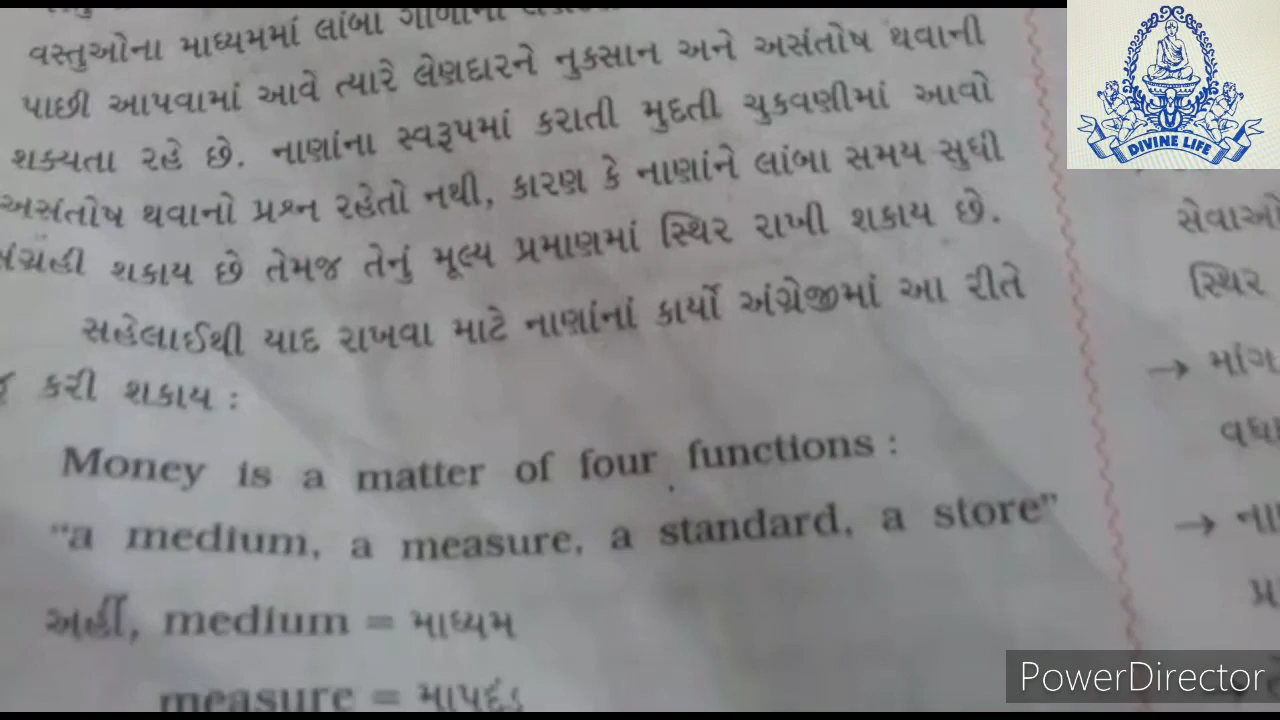 વસ્તુઓના માધ્યમમાં લાંબા ગાળાની
પાછી આપવામાં આવે ત્યારે લેણદારને નુકસાન અને અસંતોષ થવાની
શક્યતા રહે છે. નાણાંના સ્વરૂપમાં કરાતી મુદતી ચુકવણીમાં આવો
અસંતોષ થવાનો પ્રશ્ન રહેતો નથી, કારણ કે નાણાંને લાંબા સમય સુધી
સંગ્રહી શકાય છે તેમજ તેનું મૂલ્ય પ્રમાણમાં સ્થિર રાખી શકાય છે.
સહેલાઈથી યાદ રાખવા માટે નાણાંનાં કાર્યો અંગ્રેજીમાં આ રીતે
કરી શકાય :
Money is a matter of four functions :
"a medium, a measure, a standard, a store"
અહીં, medium = માધ્યમ
measure = માપદંડ
સેવાઓ
સ્થિર
→ માંગ
વધા
→ ના
પ્ર
DIVINE LIFE
PowerDirector